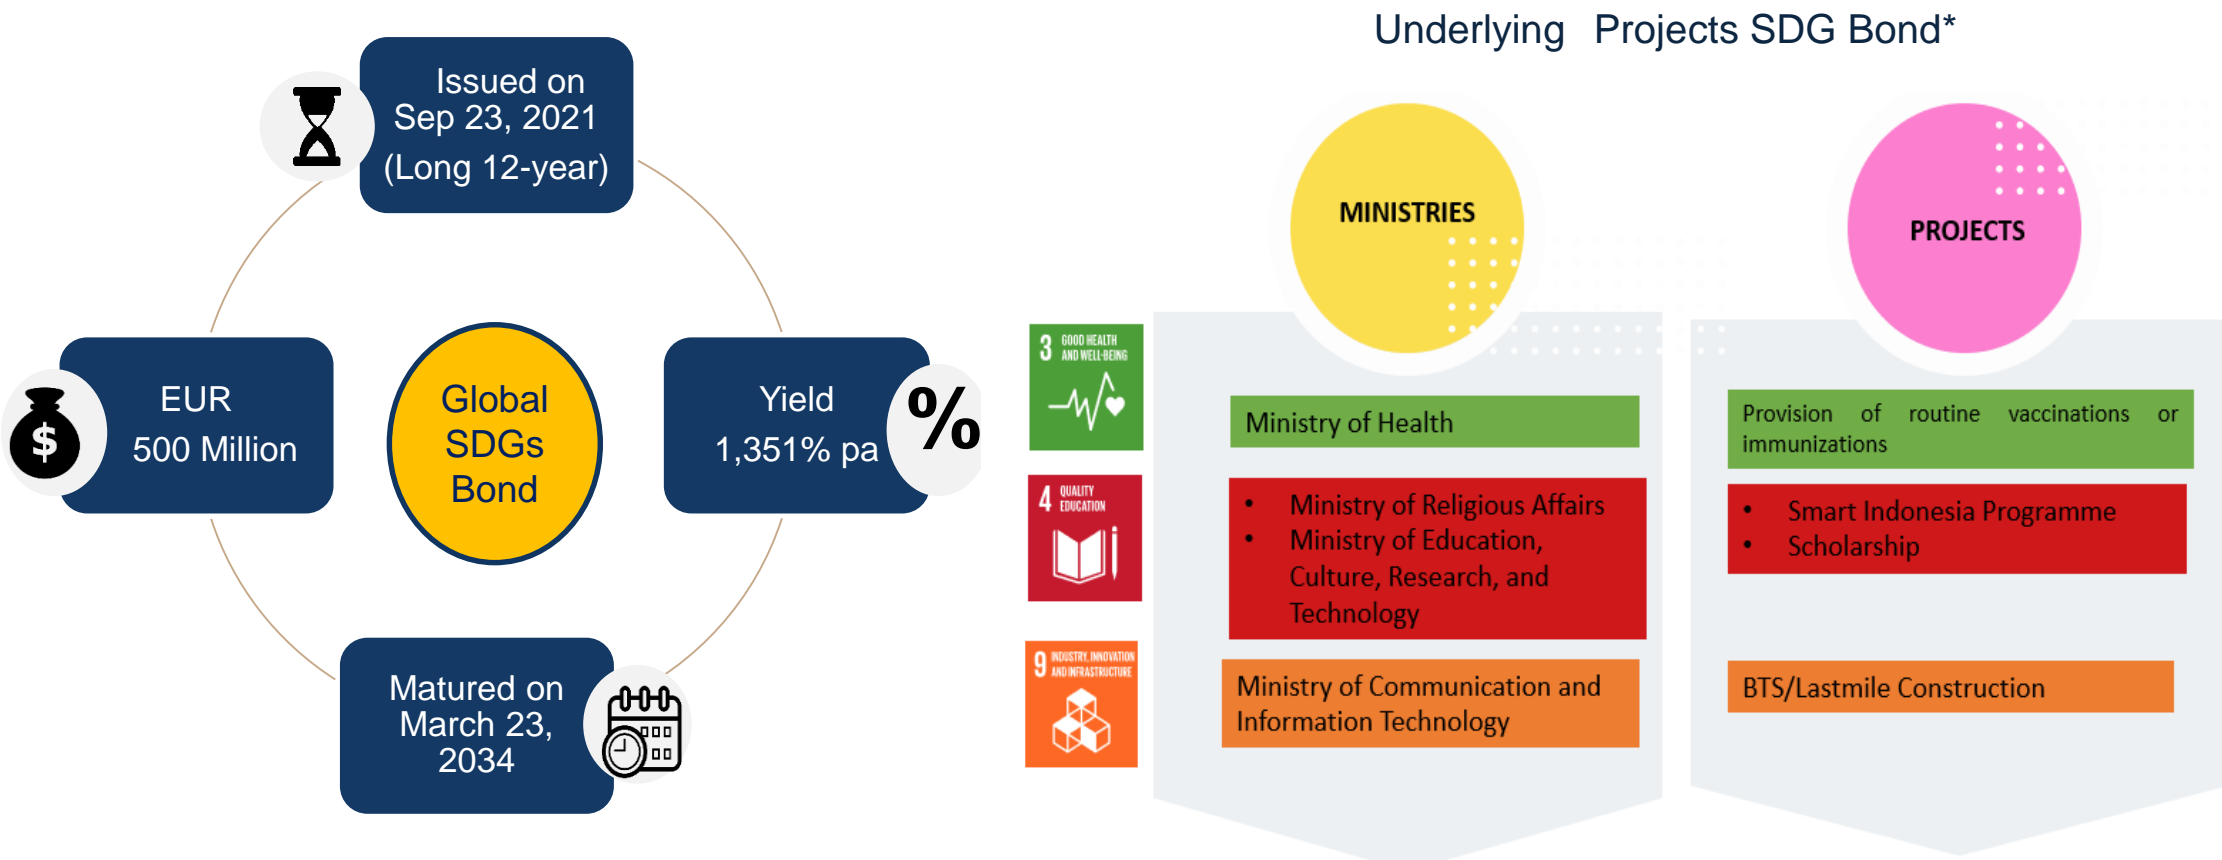 Issued on
Sep 23, 2021
(Long 12-year)
$
EUR
500 Million
Global
SDGs
Bond
Yield
1,351% pa
%
Matured on
March 23,
2034
Underlying Projects SDG Bond*
MINISTRIES
PROJECTS
3 GOOD HEALTH
AND WELL-BEING
Ministry of Health
Provision of routine vaccinations or
immunizations
4 QUALITY
EDUCATION
• Ministry of Religious Affairs
• Ministry of Education,
Culture, Research, and
Technology
• Smart Indonesia Programme
• Scholarship
9 INDUSTRY, INNOVATION
AND INFRASTRUCTURE
Ministry of Communication and
Information Technology
BTS/Lastmile Construction